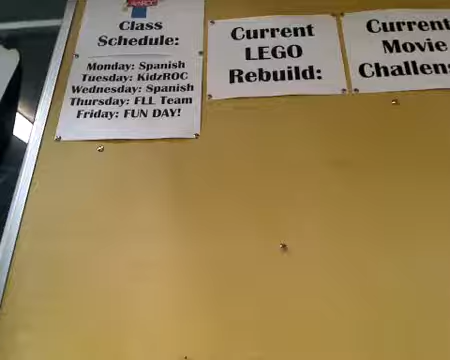 Class
Schedule:
Monday: Spanish
Tuesday: KidzROC
Wednesday: Spanish
Thursday: FLL Team
Friday: FUN DAY!
Current
LEGO
Rebuild:
Current
Movie